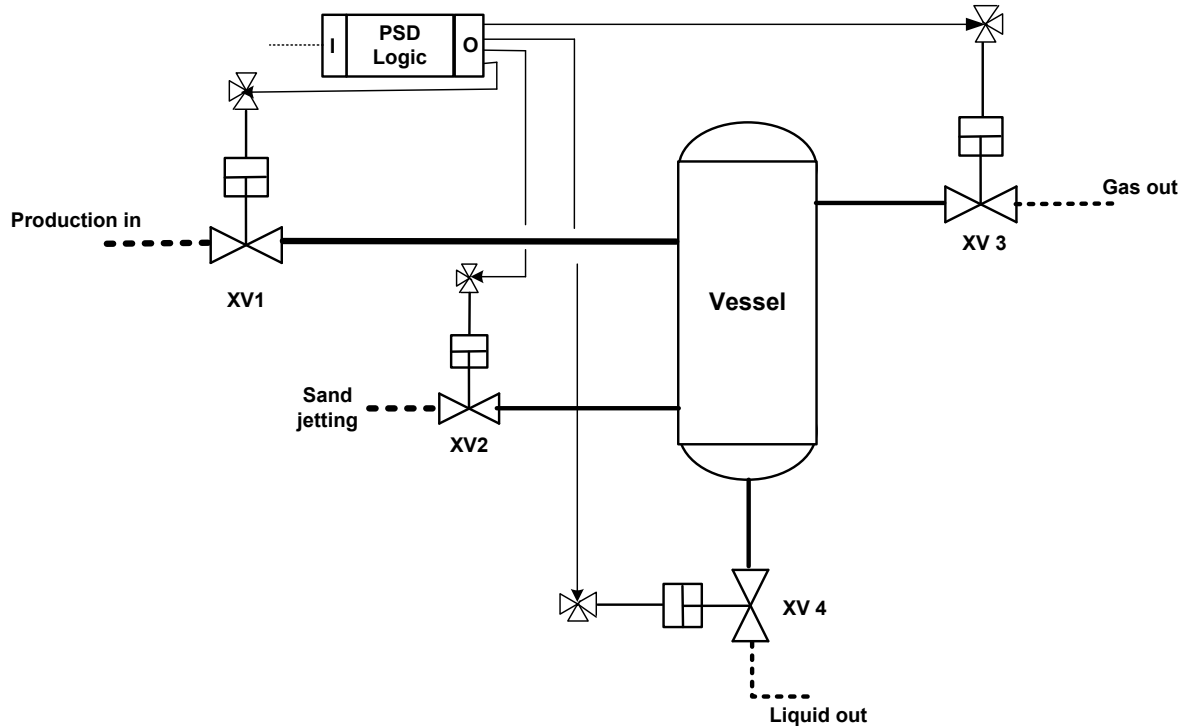 I
PSD
Logic
O
Production in
XV1
Sand
jetting
XV2
Vessel
Gas out
XV 3
XV 4
Liquid out